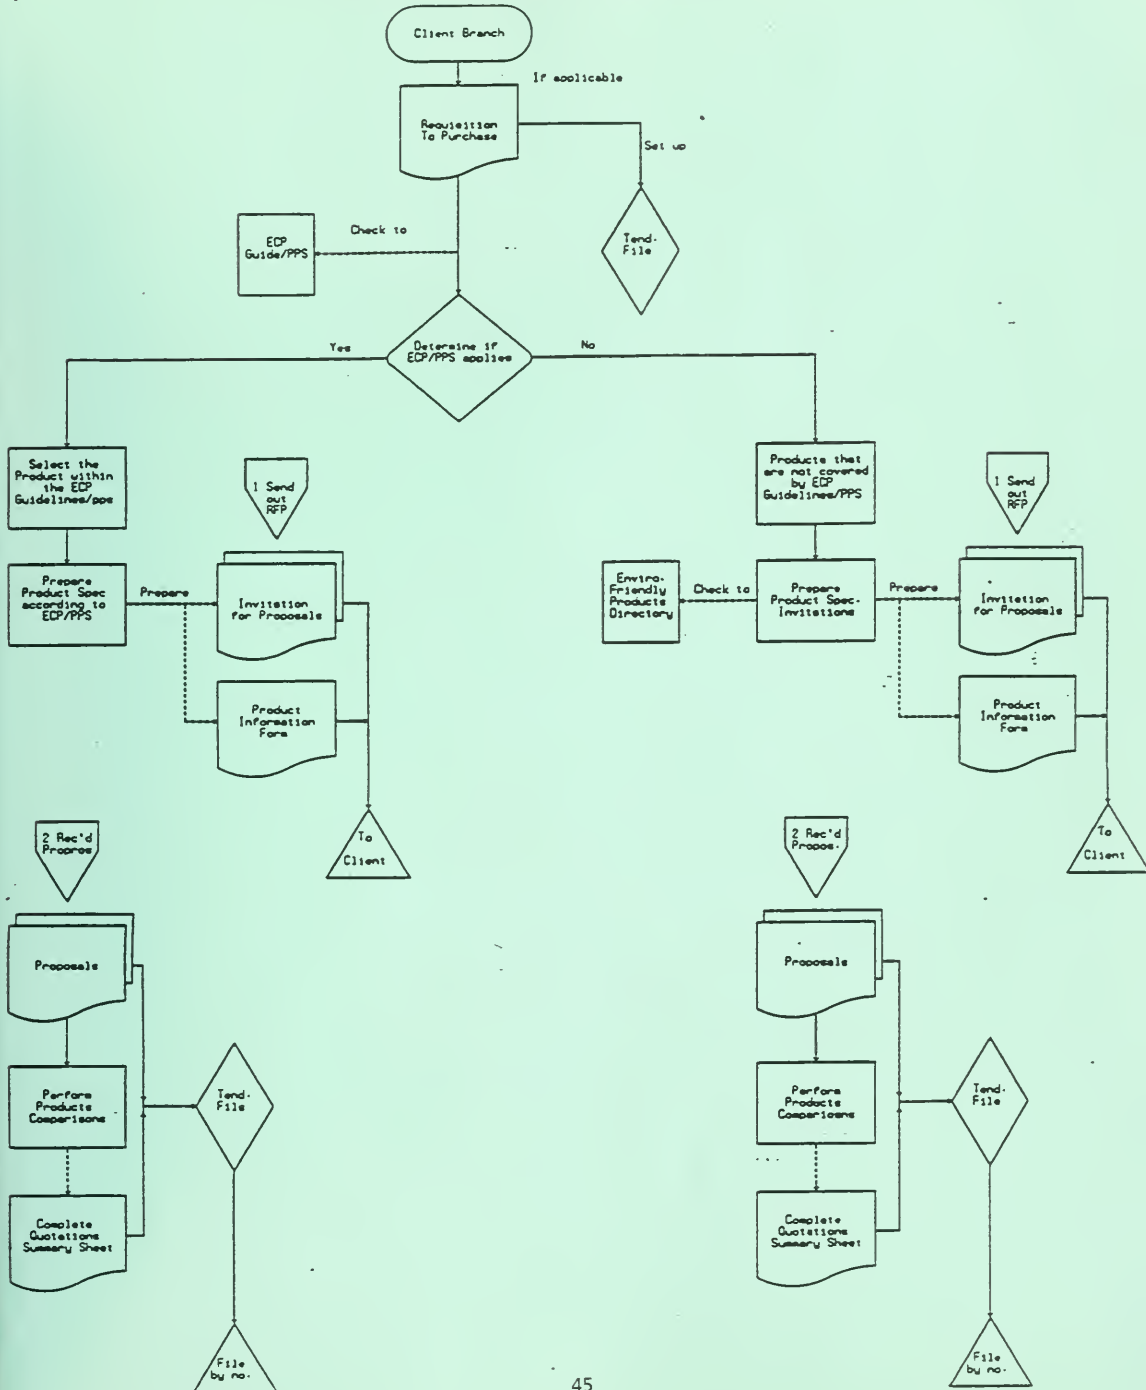 Client Branch
If applicable
Requisition
To Purchase
Set up
Check to
ECP
Guide/PPS
Tend-
File
Yes
Determine if
ECP/PPS applies
No
Select the
Product within
the ECP
Guidelines/pps
1 Send
out
RFP
Products that
are not covered
by ECP
Guidelines/PPS
1 Send
out
RFP
Prepare
Product Spec
according to
ECP/PPS
Prepare
Invitation
for Proposals
Enviro-
Friendly
Products
Directory
Check to
Prepare
Product Spec-
Invitations
Prepare
Invitation
for Proposals
Product
Information
Form
Product
Information
Form
To
Client
To
Client
2 Rec'd
Propros
2 Rec'd
Propos.
Proposals
Proposals
Perform
Products
Comparisons
Tend-
File
Perform
Products
Comparisons
Tend-
File
Complete
Quotations
Summary Sheet
Complete
Quotations
Summary Sheet
File
by no.
File
by no.
45